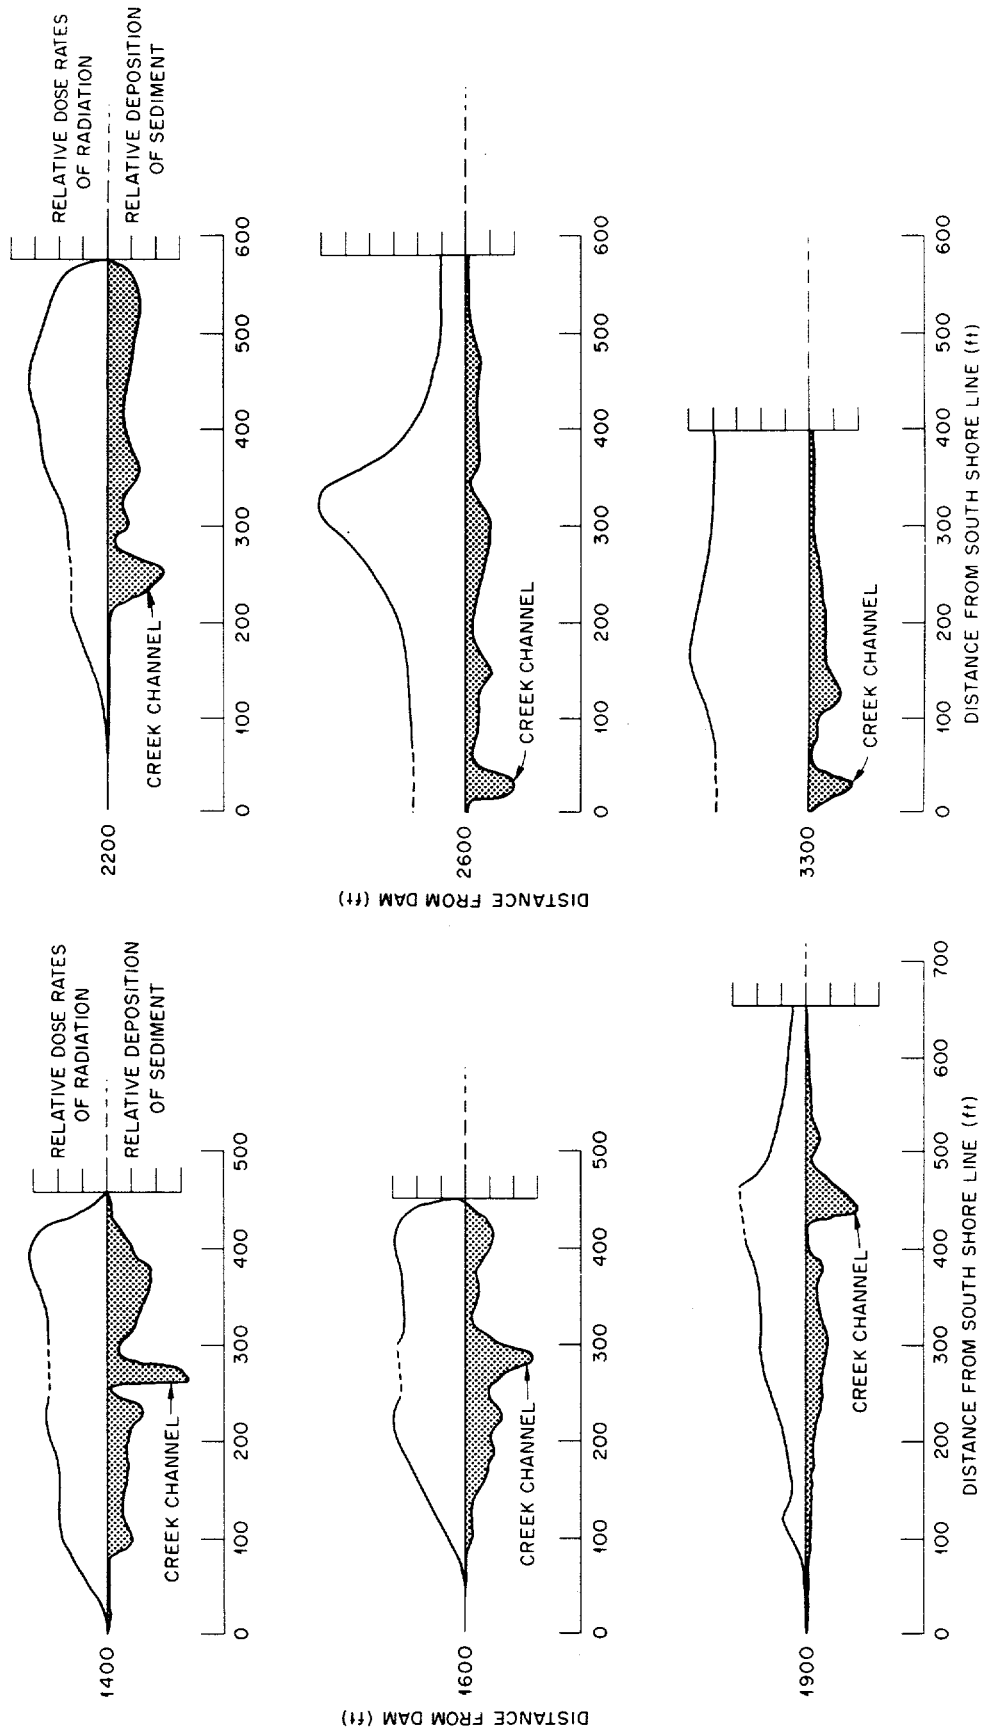 RELATIVE DOSE RATES
OF RADIATION
RELATIVE DEPOSITION
OF SEDIMENT
1400
CREEK CHANNEL
0 100 200 300 400 500
1600
CREEK CHANNEL
0 100 200 300 400 500
1900
CREEK CHANNEL
0 100 200 300 400 500 600 700
DISTANCE FROM SOUTH SHORE LINE (ft)
DISTANCE FROM DAM (ft)
RELATIVE DOSE RATES
OF RADIATION
RELATIVE DEPOSITION
OF SEDIMENT
2200
CREEK CHANNEL
0 100 200 300 400 500 600
2600
CREEK CHANNEL
0 100 200 300 400 500 600
3300
CREEK CHANNEL
0 100 200 300 400 500 600
DISTANCE FROM SOUTH SHORE LINE (ft)
DISTANCE FROM DAM (ft)